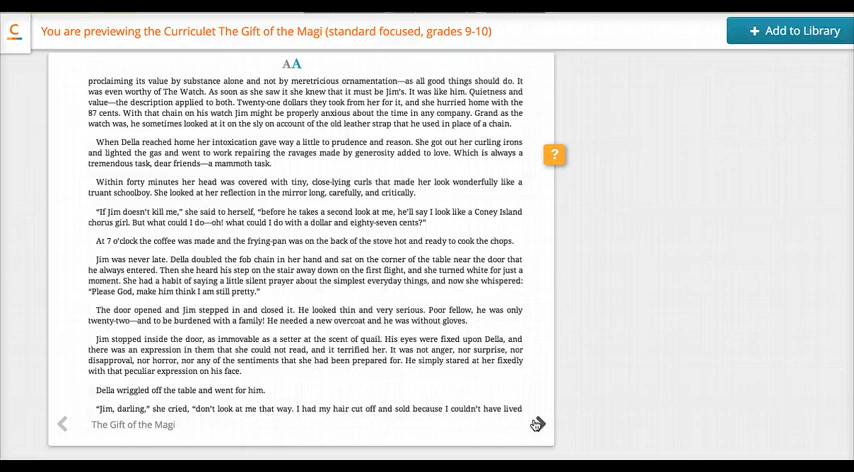 C
You are previewing the Curriculet The Gift of the Magi (standard focused, grades 9-10)
+ Add to Library
AA
proclaiming its value by substance alone and not by meretricious ornamentation—as all good things should do. It
was even worthy of The Watch. As soon as she saw it she knew that it must be Jim's. It was like him. Quietness and
value—the description applied to both. Twenty-one dollars they took from her for it, and she hurried home with the
87 cents. With that chain on his watch Jim might be properly anxious about the time in any company. Grand as the
watch was, he sometimes looked at it on the sly on account of the old leather strap that he used in place of a chain.
When Della reached home her intoxication gave way a little to prudence and reason. She got out her curling irons
and lighted the gas and went to work repairing the ravages made by generosity added to love. Which is always a
tremendous task, dear friends—a mammoth task.
?
Within forty minutes her head was covered with tiny, close-lying curls that made her look wonderfully like a
truant schoolboy. She looked at her reflection in the mirror long, carefully, and critically.
“If Jim doesn't kill me,” she said to herself, “before he takes a second look at me, he'll say I look like a Coney Island
chorus girl. But what could I do—oh! what could I do with a dollar and eighty-seven cents?”
At 7 o'clock the coffee was made and the frying-pan was on the back of the stove hot and ready to cook the chops.
Jim was never late. Della doubled the fob chain in her hand and sat on the corner of the table near the door that
he always entered. Then she heard his step on the stair away down on the first flight, and she turned white for just a
moment. She had a habit of saying a little silent prayer about the simplest everyday things, and now she whispered:
“Please God, make him think I am still pretty.”
The door opened and Jim stepped in and closed it. He looked thin and very serious. Poor fellow, he was only
twenty-two—and to be burdened with a family! He needed a new overcoat and he was without gloves.
Jim stopped inside the door, as immovable as a setter at the scent of quail. His eyes were fixed upon Della, and
there was an expression in them that she could not read, and it terrified her. It was not anger, nor surprise, nor
disapproval, nor horror, nor any of the sentiments that she had been prepared for. He simply stared at her fixedly
with that peculiar expression on his face.
Della wriggled off the table and went for him.
“Jim, darling,” she cried, “don't look at me that way. I had my hair cut off and sold because I couldn't have lived
The Gift of the Magi